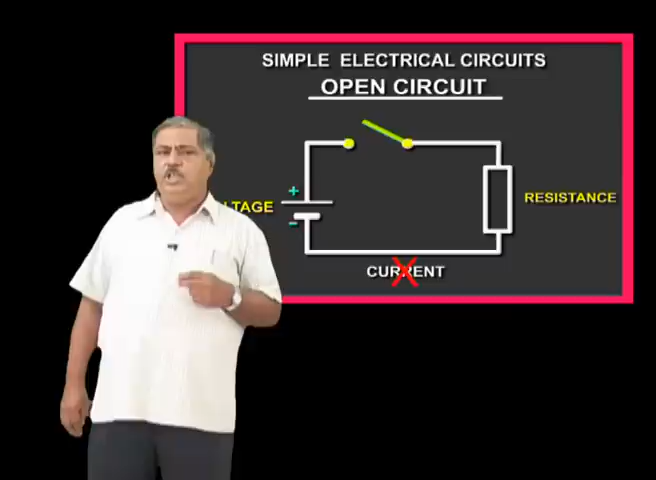 SIMPLE ELECTRICAL CIRCUITS
OPEN CIRCUIT
+
LTAGE
RESISTANCE
-
CURRENT